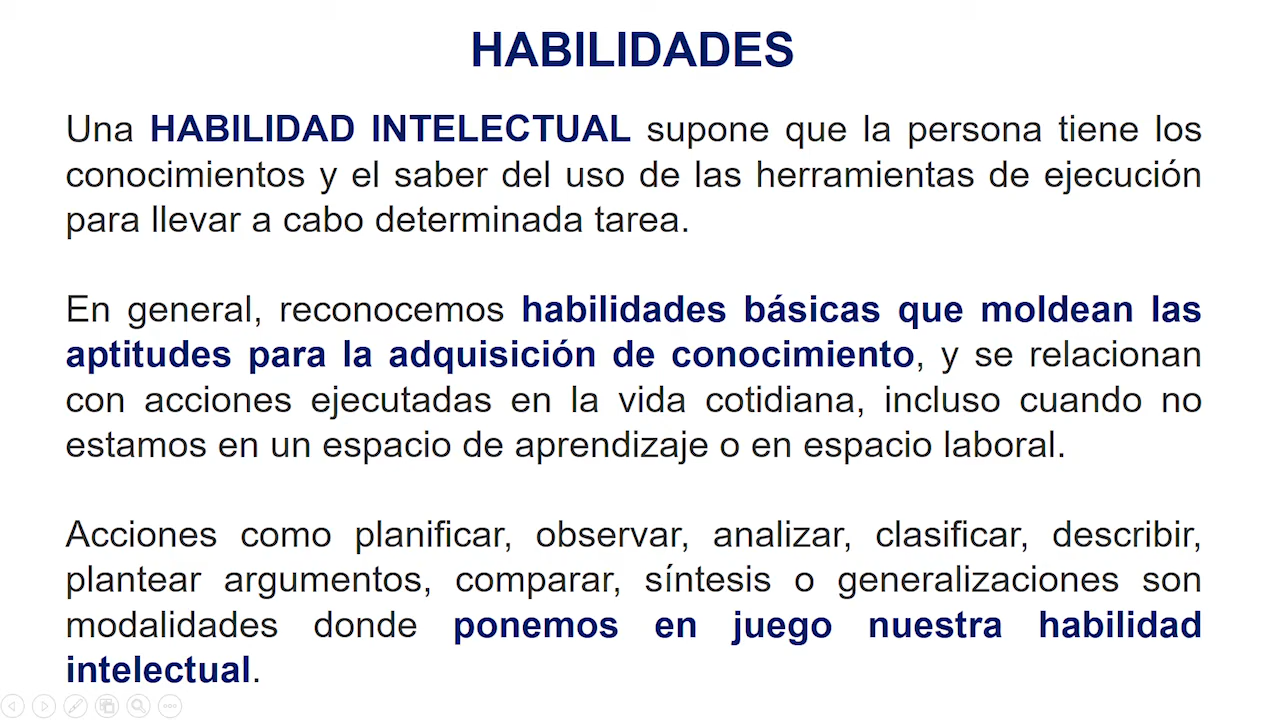 HABILIDADES
Una HABILIDAD INTELECTUAL supone que la persona tiene los
conocimientos y el saber del uso de las herramientas de ejecución
para llevar a cabo determinada tarea.
En general, reconocemos habilidades básicas que moldean las
aptitudes para la adquisición de conocimiento, y se relacionan
con acciones ejecutadas en la vida cotidiana, incluso cuando no
estamos en un espacio de aprendizaje o en espacio laboral.
Acciones como planificar, observar, analizar, clasificar, describir,
plantear argumentos, comparar, síntesis o generalizaciones son
modalidades donde ponemos en juego nuestra habilidad
intelectual.